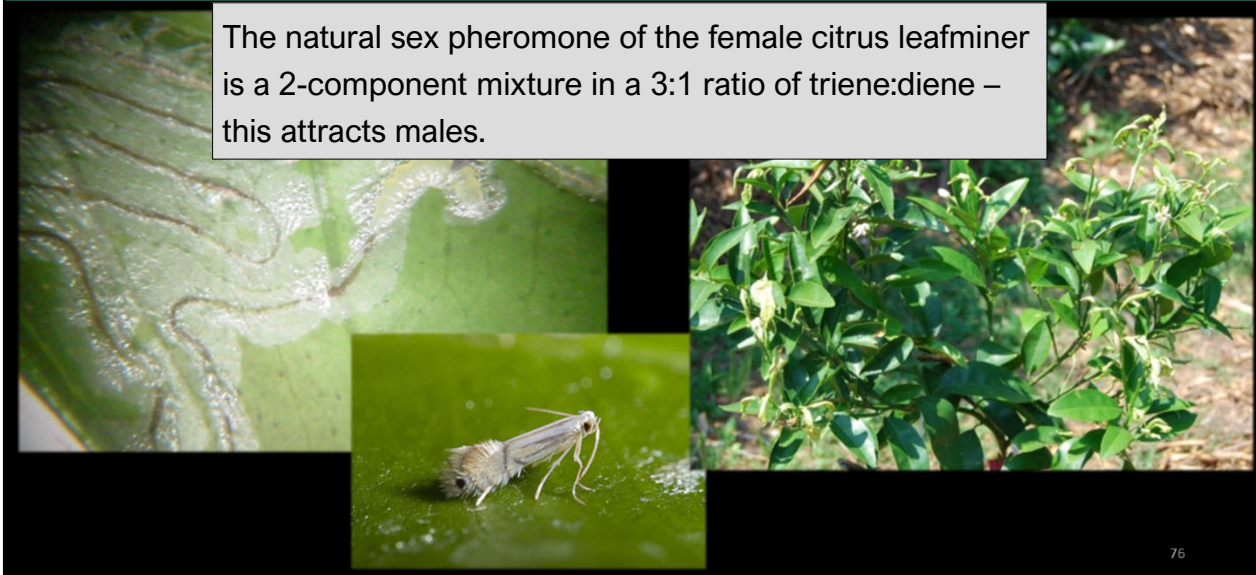 The natural sex pheromone of the female citrus leafminer
is a 2-component mixture in a 3:1 ratio of triene:diene –
this attracts males.
76